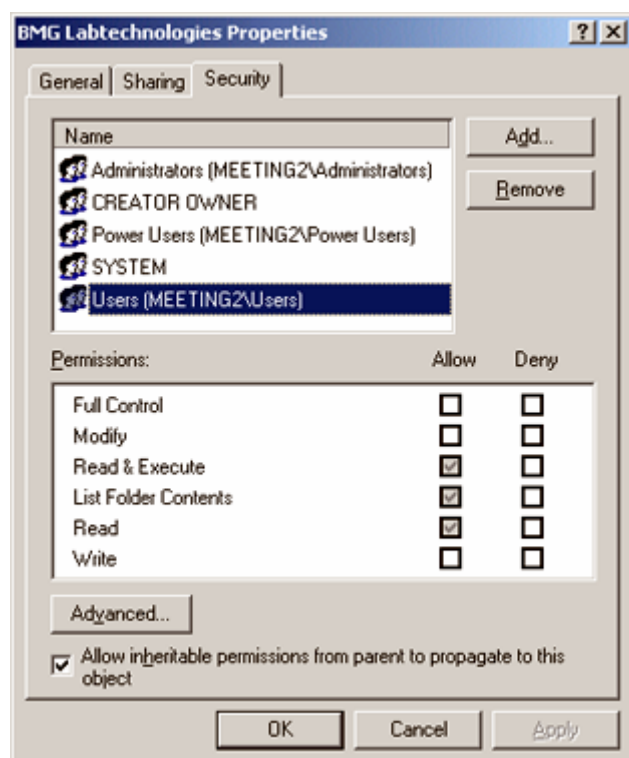 BMG Labtechnologies Properties
General Sharing Security
Name
Add...
Administrators (MEETING2\Administrators)
Remove
CREATOR OWNER
Power Users (MEETING2\Power Users)
SYSTEM
Users (MEETING2\Users)
Permissions: Allow Deny
Full Control
Modify
Read & Execute
List Folder Contents
Read
Write
Advanced...
Allow inheritable permissions from parent to propagate to this
object
OK Cancel Apply